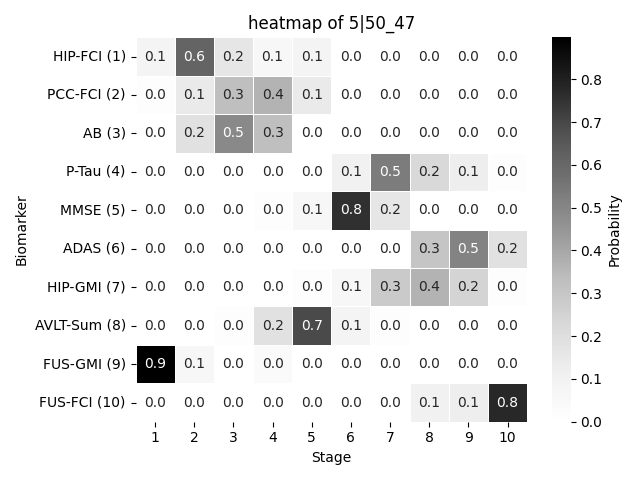 heatmap of 5|50_47
HIP-FCI (1) 0.1 0.6 0.2 0.1 0.1 0.0 0.0 0.0 0.0 0.0
PCC-FCI (2) 0.0 0.1 0.3 0.4 0.1 0.0 0.0 0.0 0.0 0.0
AB (3) 0.0 0.2 0.5 0.3 0.0 0.0 0.0 0.0 0.0 0.0
P-Tau (4) 0.0 0.0 0.0 0.0 0.0 0.1 0.5 0.2 0.1 0.0
MMSE (5) 0.0 0.0 0.0 0.0 0.1 0.8 0.2 0.0 0.0 0.0
ADAS (6) 0.0 0.0 0.0 0.0 0.0 0.0 0.0 0.3 0.5 0.2
HIP-GMI (7) 0.0 0.0 0.0 0.0 0.0 0.1 0.3 0.4 0.2 0.0
AVLT-Sum (8) 0.0 0.0 0.0 0.2 0.7 0.1 0.0 0.0 0.0 0.0
FUS-GMI (9) 0.9 0.1 0.0 0.0 0.0 0.0 0.0 0.0 0.0 0.0
FUS-FCI (10) 0.0 0.0 0.0 0.0 0.0 0.0 0.0 0.1 0.1 0.8
1 2 3 4 5 6 7 8 9 10
Stage
Biomarker
0.8
0.7
0.6
0.5
0.4
0.3
0.2
0.1
0.0
Probability